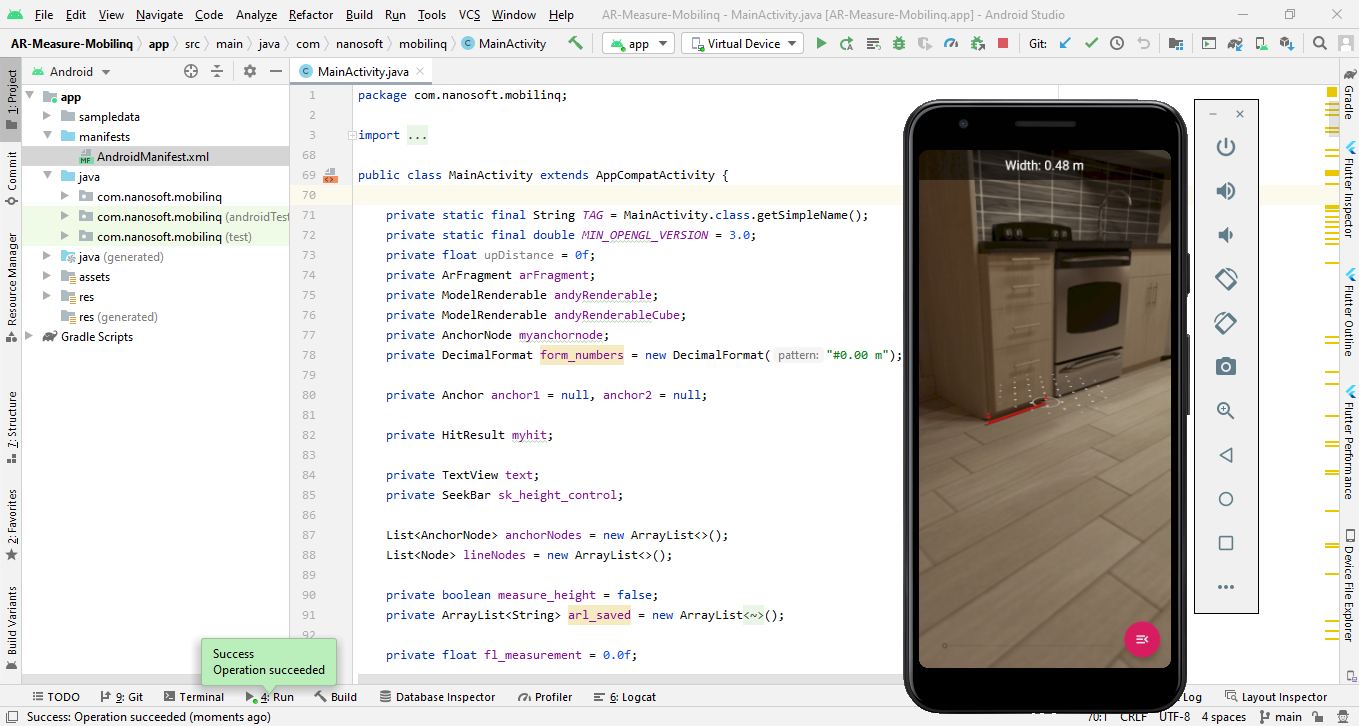 File Edit View Navigate Code Analyze Refactor Build Run Tools VCS Window Help AR-Measure-Mobilinq - MainActivity.java [AR-Measure-Mobilinq.app] - Android Studio
AR-Measure-Mobilinq app src main java com nanosoft mobilinq C MainActivity app Virtual Device Git:
Android
C MainActivity.java
1: Project
Commit
Resource Manager
7: Structure
2: Favorites
Build Variants
app
sampledata
manifests
MF AndroidManifest.xml
java
com.nanosoft.mobilinq
com.nanosoft.mobilinq (androidTest
com.nanosoft.mobilinq (test)
java (generated)
assets
res
res (generated)
Gradle Scripts
1 package com.nanosoft.mobilinq;
2
3 import ...
68
69 public class MainActivity extends AppCompatActivity {
70
71 private static final String TAG = MainActivity.class.getSimpleName();
72 private static final double MIN_OPENGL_VERSION = 3.0;
73 private float upDistance = 0f;
74 private ArFragment arFragment;
75 private ModelRenderable andyRenderable;
76 private ModelRenderable andyRenderableCube;
77 private AnchorNode myanchornode;
78 private DecimalFormat form_numbers = new DecimalFormat( pattern: "#0.00 m");
79
80 private Anchor anchor1 = null, anchor2 = null;
81
82 private HitResult myhit;
83
84 private TextView text;
85 private SeekBar sk_height_control;
86
87 List<AnchorNode> anchorNodes = new ArrayList<>();
88 List<Node> lineNodes = new ArrayList<>();
89
90 private boolean measure_height = false;
91 private ArrayList<String> arl_saved = new ArrayList<~>();
92
private float fl_measurement = 0.0f;
Width: 0.48 m
Gradle
Flutter Inspector
Flutter Outline
Flutter Performance
Device File Explorer
Success
Operation succeeded
TODO 9: Git Terminal 4: Run Build Database Inspector Profiler 6: Logcat Log Layout Inspector
Success: Operation succeeded (moments ago) 70:1 CRLF UTF-8 4 spaces main